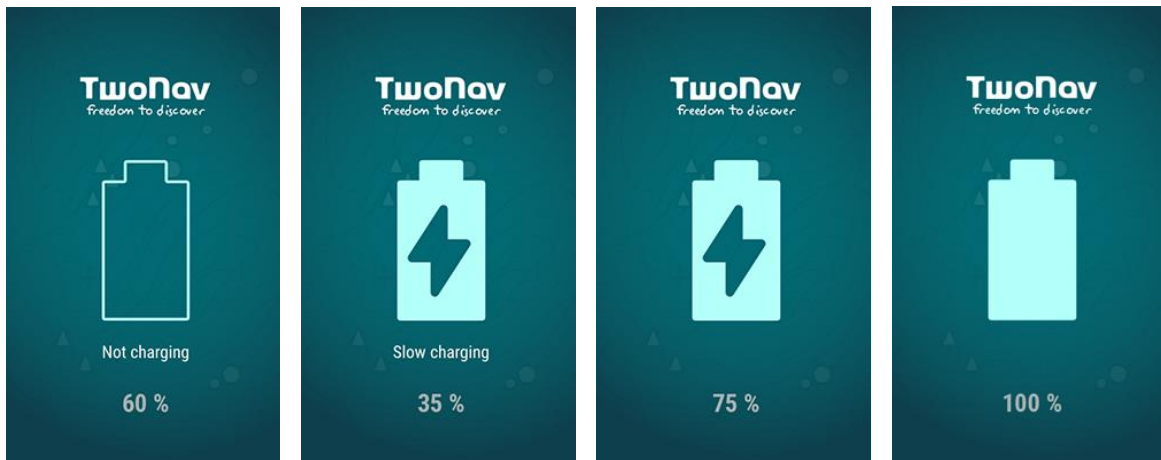 TwoNav
freedom to discover
Not charging
60 %
TwoNav
freedom to discover
Slow charging
35 %
TwoNav
freedom to discover
75 %
TwoNav
freedom to discover
100 %